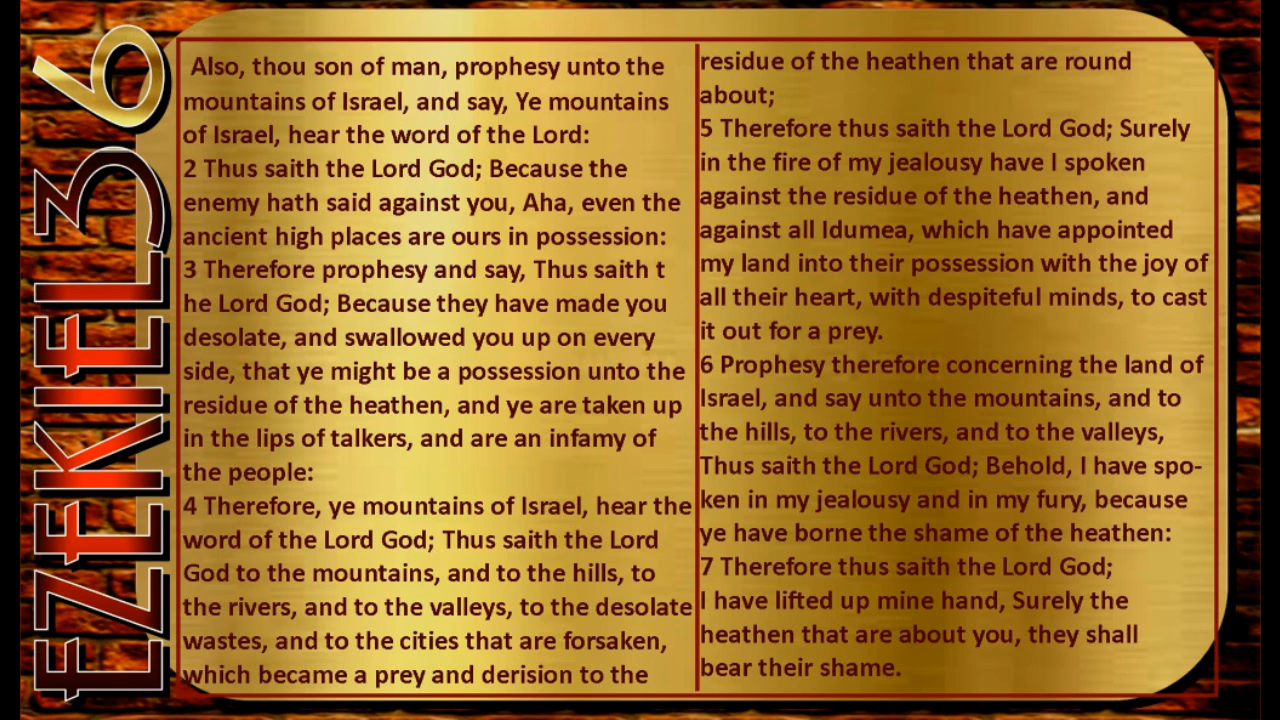 EZEKIEL 36
Also, thou son of man, prophesy unto the
mountains of Israel, and say, Ye mountains
of Israel, hear the word of the Lord:
2 Thus saith the Lord God; Because the
enemy hath said against you, Aha, even the
ancient high places are ours in possession:
3 Therefore prophesy and say, Thus saith t
he Lord God; Because they have made you
desolate, and swallowed you up on every
side, that ye might be a possession unto the
residue of the heathen, and ye are taken up
in the lips of talkers, and are an infamy of
the people:
4 Therefore, ye mountains of Israel, hear the
word of the Lord God; Thus saith the Lord
God to the mountains, and to the hills, to
the rivers, and to the valleys, to the desolate
wastes, and to the cities that are forsaken,
which became a prey and derision to the
residue of the heathen that are round
about;
5 Therefore thus saith the Lord God; Surely
in the fire of my jealousy have I spoken
against the residue of the heathen, and
against all Idumea, which have appointed
my land into their possession with the joy of
all their heart, with despiteful minds, to cast
it out for a prey.
6 Prophesy therefore concerning the land of
Israel, and say unto the mountains, and to
the hills, to the rivers, and to the valleys,
Thus saith the Lord God; Behold, I have spo-
ken in my jealousy and in my fury, because
ye have borne the shame of the heathen:
7 Therefore thus saith the Lord God;
I have lifted up mine hand, Surely the
heathen that are about you, they shall
bear their shame.